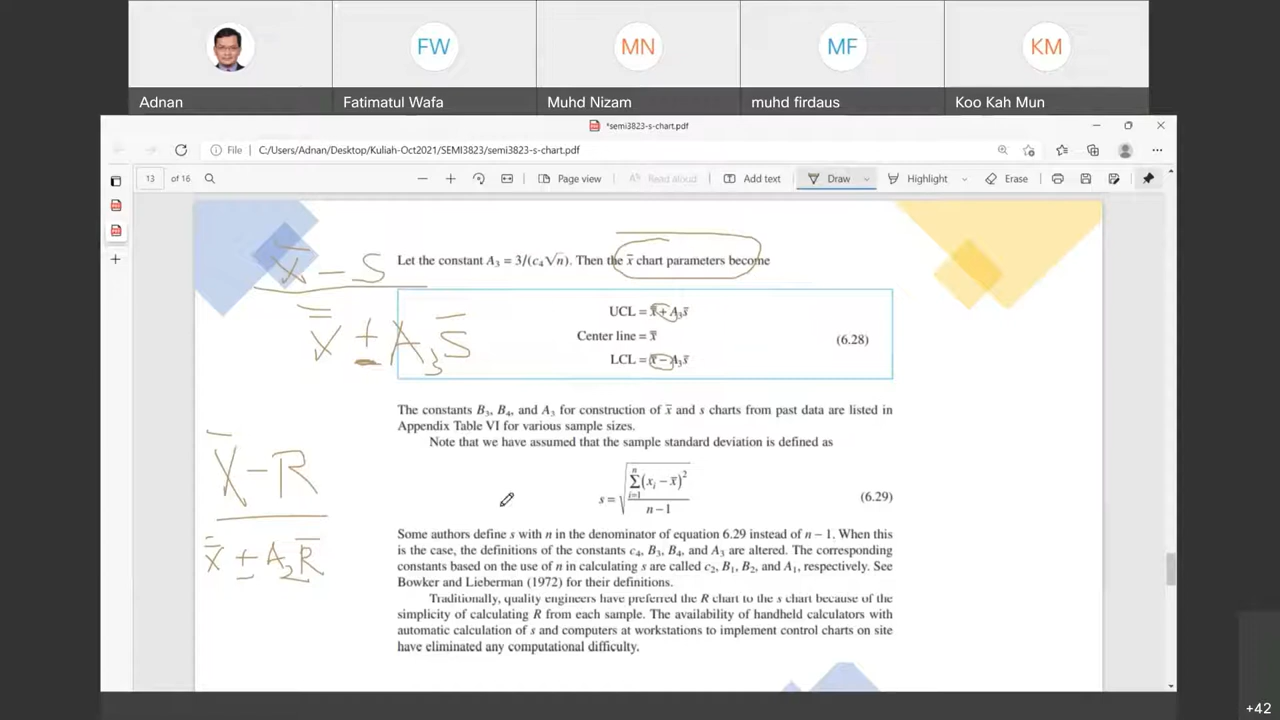 FW
MN
MF
KM
Adnan
Fatimatul Wafa
Muhd Nizam
muhd firdaus
Koo Kah Mun
*semi3823-s-chart.pdf
File
C:/Users/Adnan/Desktop/Kuliah-Oct2021/SEMI3823/semi3823-s-chart.pdf
13 of 16
Page view
Read aloud
Add text
Draw
Highlight
Erase
x̄ – S
Let the constant A₃ = 3/(c₄√n). Then the x̄ chart parameters become
UCL = x̿ + A₃s̄
Center line = x̿
LCL = x̿ − A₃s̄
(6.28)
x̿ ± A₃S̄
The constants B₃, B₄, and A₃ for construction of x̄ and s charts from past data are listed in
Appendix Table VI for various sample sizes.
Note that we have assumed that the sample standard deviation is defined as
x̄ – R
s = √(Σᵢ₌₁ⁿ(xᵢ − x̄)² / n − 1)
(6.29)
x̿ ± A₂R̄
Some authors define s with n in the denominator of equation 6.29 instead of n − 1. When this
is the case, the definitions of the constants c₄, B₃, B₄, and A₃ are altered. The corresponding
constants based on the use of n in calculating s are called c₂, B₁, B₂, and A₁, respectively. See
Bowker and Lieberman (1972) for their definitions.
Traditionally, quality engineers have preferred the R chart to the s chart because of the
simplicity of calculating R from each sample. The availability of handheld calculators with
automatic calculation of s and computers at workstations to implement control charts on site
have eliminated any computational difficulty.
+42